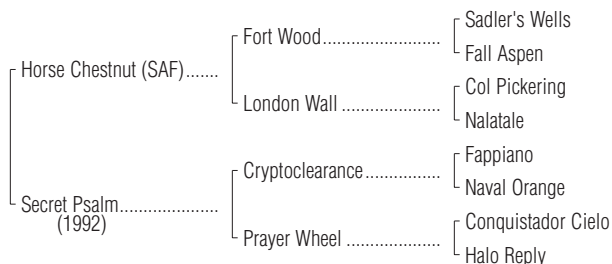 Sadler's Wells
Fort Wood
Fall Aspen
Horse Chestnut (SAF)
Col Pickering
London Wall
Nalatale
Fappiano
Cryptoclearance
Naval Orange
Secret Psalm
(1992)
Conquistador Cielo
Prayer Wheel
Halo Reply